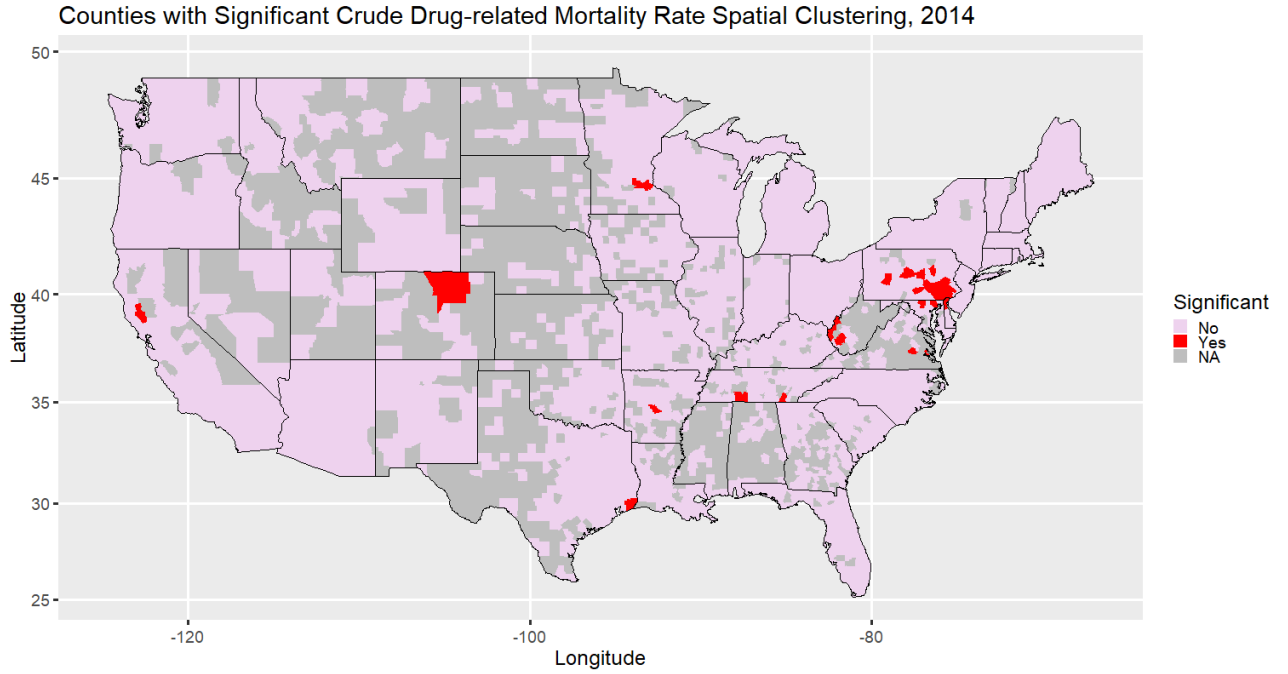 Counties with Significant Crude Drug-related Mortality Rate Spatial Clustering, 2014
50
45
40
35
30
25
Latitude
-120
-100
-80
Longitude
Significant
No
Yes
NA